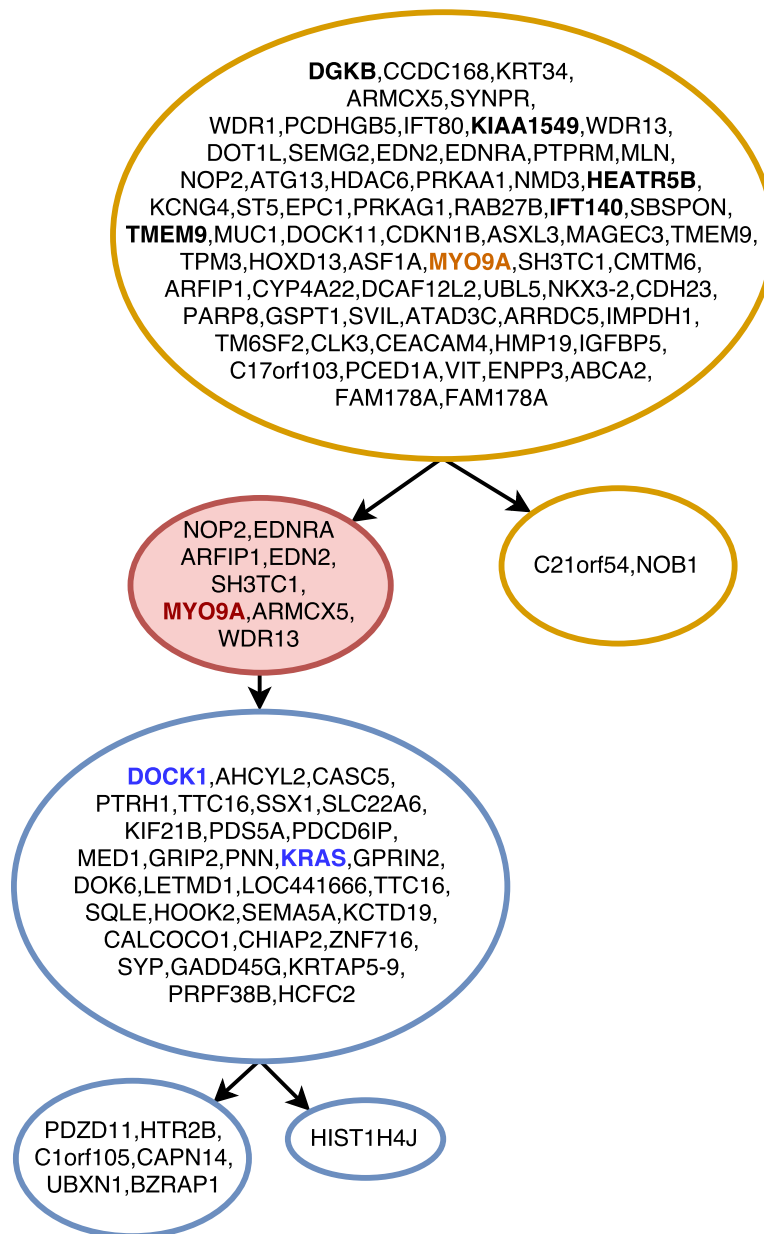 DGKB,CCDC168,KRT34,
ARMCX5,SYNPR,
WDR1,PCDHGB5,IFT80,KIAA1549,WDR13,
DOT1L,SEMG2,EDN2,EDNRA,PTPRM,MLN,
NOP2,ATG13,HDAC6,PRKAA1,NMD3,HEATR5B,
KCNG4,ST5,EPC1,PRKAG1,RAB27B,IFT140,SBSPON,
TMEM9,MUC1,DOCK11,CDKN1B,ASXL3,MAGEC3,TMEM9,
TPM3,HOXD13,ASF1A,MYO9A,SH3TC1,CMTM6,
ARFIP1,CYP4A22,DCAF12L2,UBL5,NKX3-2,CDH23,
PARP8,GSPT1,SVIL,ATAD3C,ARRDC5,IMPDH1,
TM6SF2,CLK3,CEACAM4,HMP19,IGFBP5,
C17orf103,PCED1A,VIT,ENPP3,ABCA2,
FAM178A,FAM178A
NOP2,EDNRA
ARFIP1,EDN2,
SH3TC1,
MYO9A,ARMCX5,
WDR13
C21orf54,NOB1
DOCK1,AHCYL2,CASC5,
PTRH1,TTC16,SSX1,SLC22A6,
KIF21B,PDS5A,PDCD6IP,
MED1,GRIP2,PNN,KRAS,GPRIN2,
DOK6,LETMD1,LOC441666,TTC16,
SQLE,HOOK2,SEMA5A,KCTD19,
CALCOCO1,CHIAP2,ZNF716,
SYP,GADD45G,KRTAP5-9,
PRPF38B,HCFC2
PDZD11,HTR2B,
C1orf105,CAPN14,
UBXN1,BZRAP1
HIST1H4J